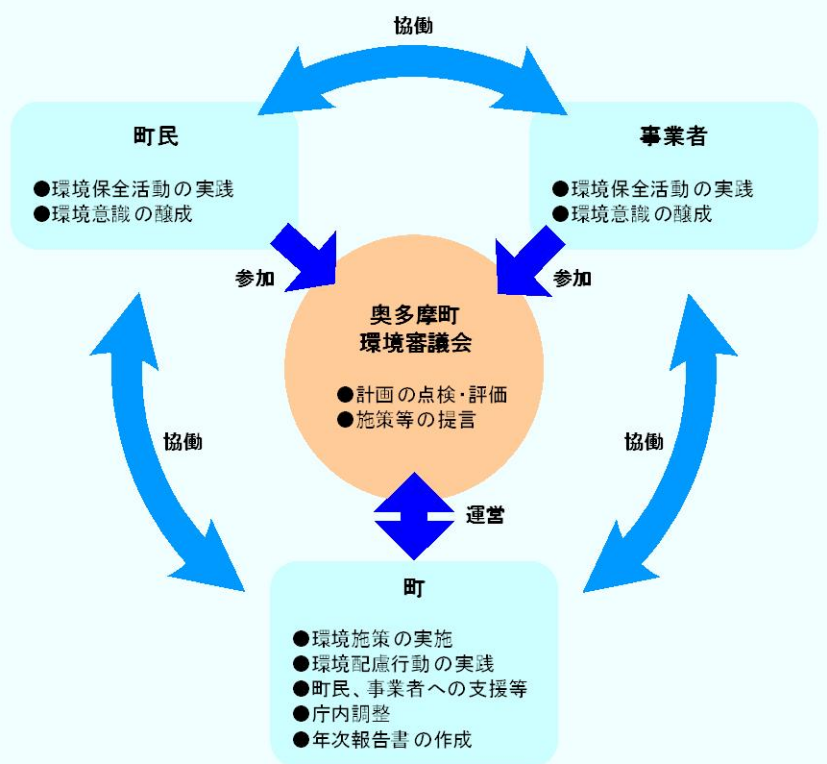 協働
町民
●環境保全活動の実践
●環境意識の醸成
事業者
●環境保全活動の実践
●環境意識の醸成
参加
参加
奥多摩町
環境審議会
●計画の点検・評価
●施策等の提言
協働
協働
運営
町
●環境施策の実施
●環境配慮行動の実践
●町民、事業者への支援等
●庁内調整
●年次報告書の作成